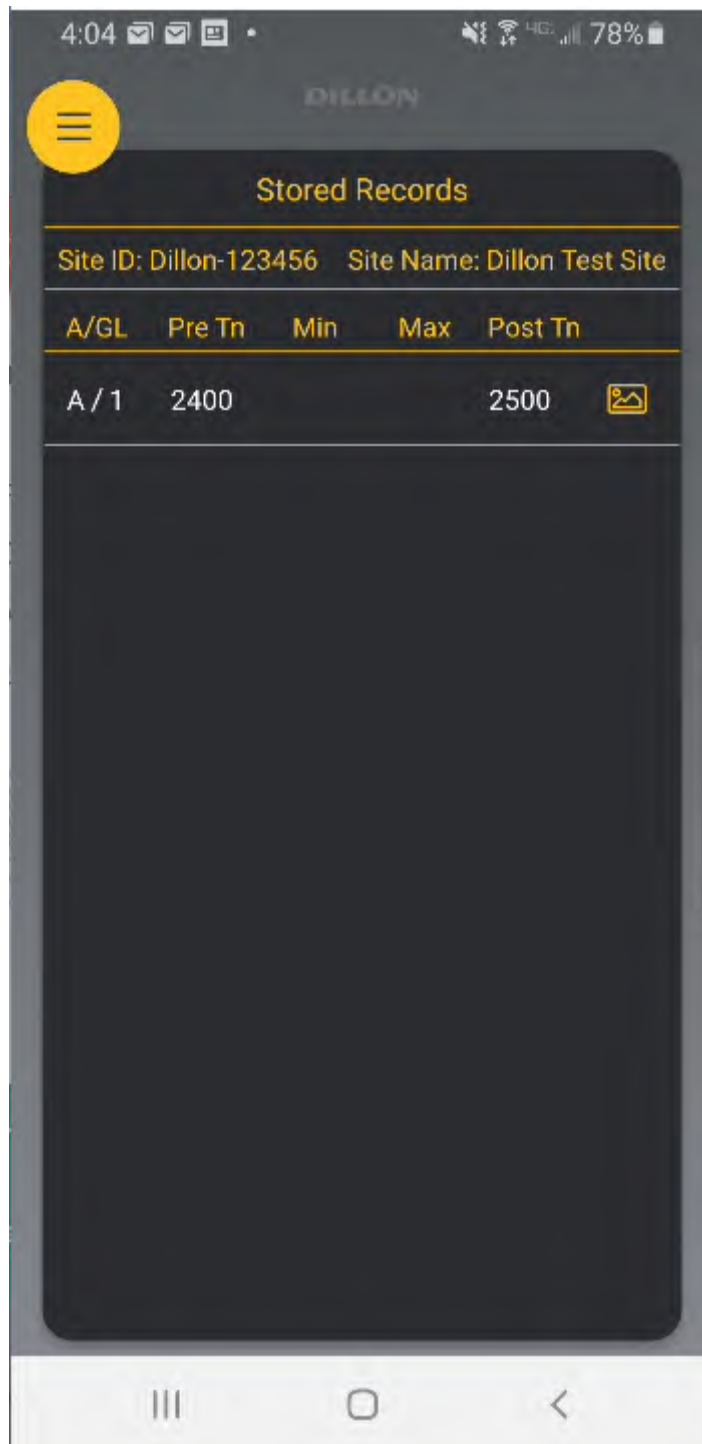 4:04 4G 78%
DILLON
Stored Records
Site ID: Dillon-123456 Site Name: Dillon Test Site
A/GL Pre Tn Min Max Post Tn
A / 1 2400 2500